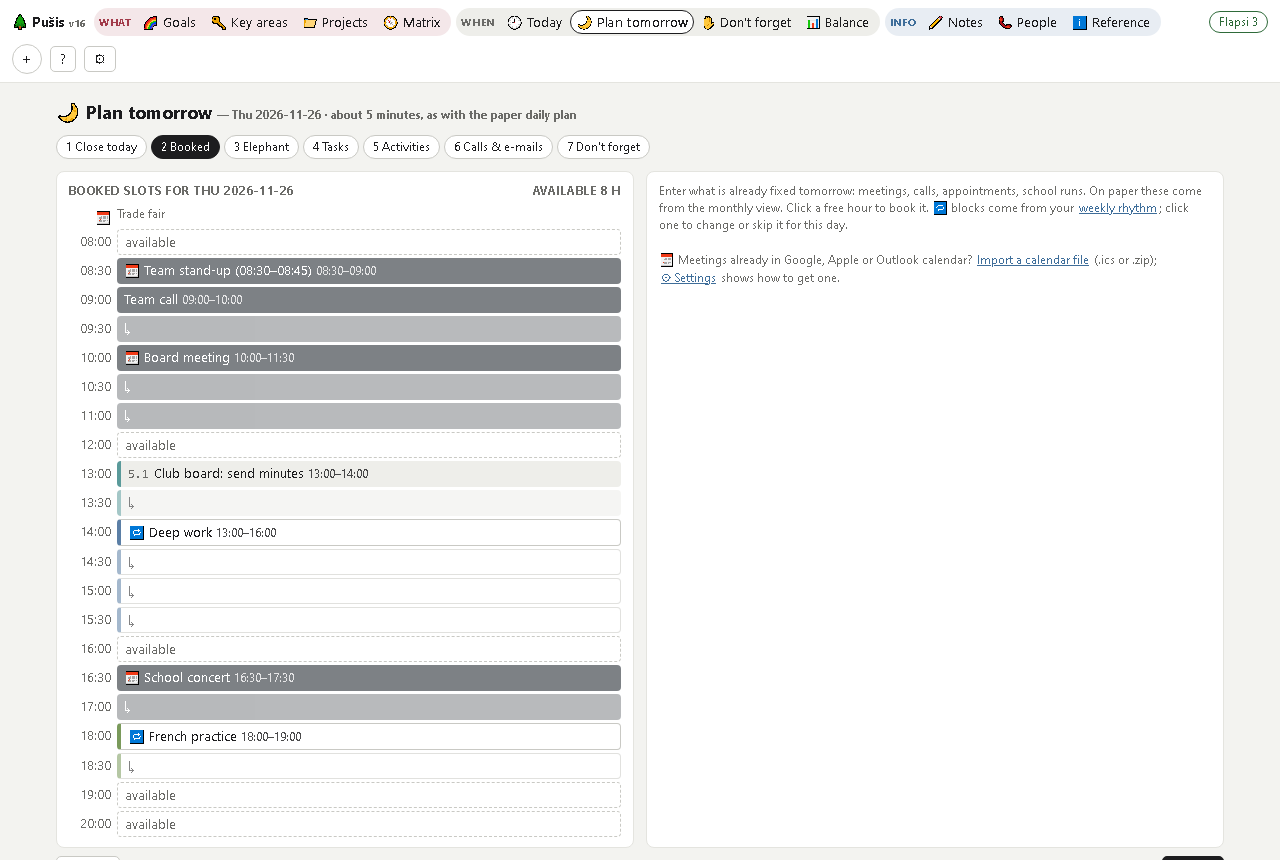 Pušis v16 WHAT Goals Key areas Projects Matrix WHEN Today Plan tomorrow Don't forget Balance INFO Notes People Reference Flapsi 3
+ ?
Plan tomorrow — Thu 2026-11-26 · about 5 minutes, as with the paper daily plan
1 Close today 2 Booked 3 Elephant 4 Tasks 5 Activities 6 Calls & e-mails 7 Don't forget
BOOKED SLOTS FOR THU 2026-11-26 AVAILABLE 8 H
Trade fair
08:00 available
08:30 Team stand-up (08:30–08:45) 08:30–09:00
09:00 Team call 09:00–10:00
09:30 ↳
10:00 Board meeting 10:00–11:30
10:30 ↳
11:00 ↳
12:00 available
13:00 5.1 Club board: send minutes 13:00–14:00
13:30 ↳
14:00 Deep work 13:00–16:00
14:30 ↳
15:00 ↳
15:30 ↳
16:00 available
16:30 School concert 16:30–17:30
17:00 ↳
18:00 French practice 18:00–19:00
18:30 ↳
19:00 available
20:00 available
Enter what is already fixed tomorrow: meetings, calls, appointments, school runs. On paper these come
from the monthly view. Click a free hour to book it. 🔁 blocks come from your weekly rhythm; click
one to change or skip it for this day.
📅 Meetings already in Google, Apple or Outlook calendar? Import a calendar file (.ics or .zip);
⚙ Settings shows how to get one.